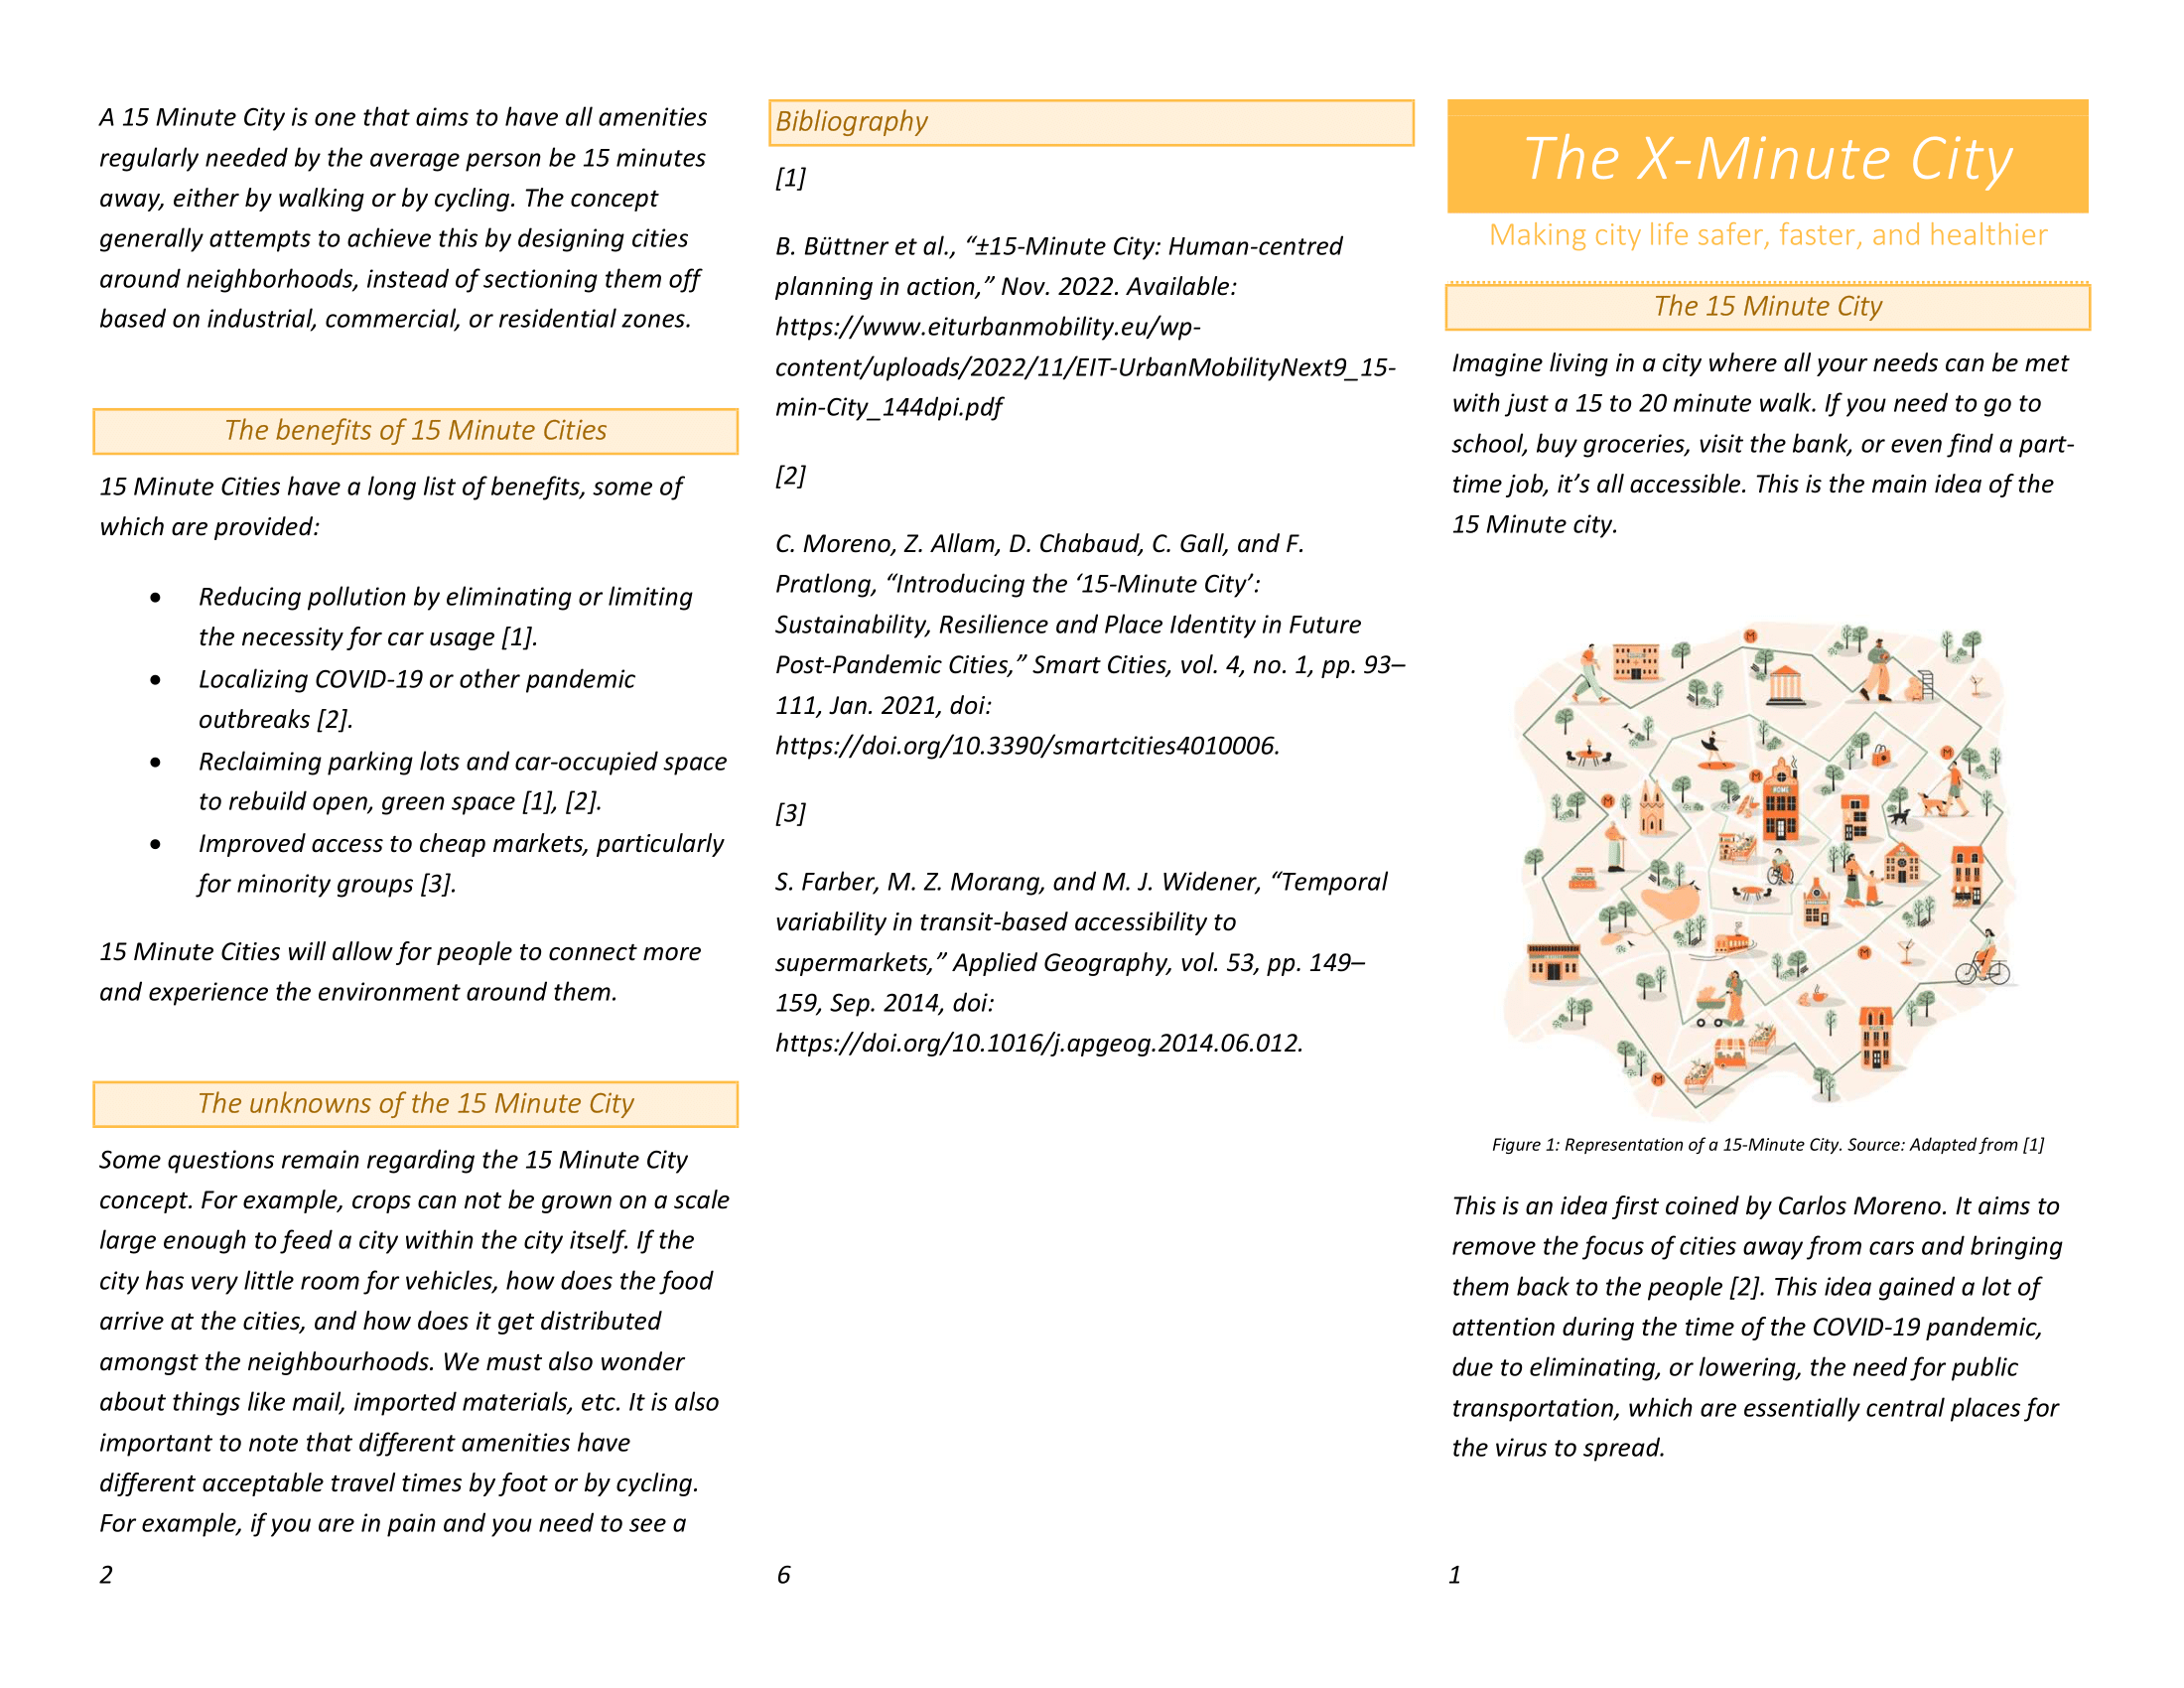 A 15 Minute City is one that aims to have all amenities
regularly needed by the average person be 15 minutes
away, either by walking or by cycling. The concept
generally attempts to achieve this by designing cities
around neighborhoods, instead of sectioning them off
based on industrial, commercial, or residential zones.
The benefits of 15 Minute Cities
15 Minute Cities have a long list of benefits, some of
which are provided:
• Reducing pollution by eliminating or limiting
the necessity for car usage [1].
• Localizing COVID-19 or other pandemic
outbreaks [2].
• Reclaiming parking lots and car-occupied space
to rebuild open, green space [1], [2].
• Improved access to cheap markets, particularly
for minority groups [3].
15 Minute Cities will allow for people to connect more
and experience the environment around them.
The unknowns of the 15 Minute City
Some questions remain regarding the 15 Minute City
concept. For example, crops can not be grown on a scale
large enough to feed a city within the city itself. If the
city has very little room for vehicles, how does the food
arrive at the cities, and how does it get distributed
amongst the neighbourhoods. We must also wonder
about things like mail, imported materials, etc. It is also
important to note that different amenities have
different acceptable travel times by foot or by cycling.
For example, if you are in pain and you need to see a
2
Bibliography
[1]
B. Büttner et al., “±15-Minute City: Human-centred
planning in action,” Nov. 2022. Available:
https://www.eiturbanmobility.eu/wp-
content/uploads/2022/11/EIT-UrbanMobilityNext9_15-
min-City_144dpi.pdf
[2]
C. Moreno, Z. Allam, D. Chabaud, C. Gall, and F.
Pratlong, “Introducing the ‘15-Minute City’:
Sustainability, Resilience and Place Identity in Future
Post-Pandemic Cities,” Smart Cities, vol. 4, no. 1, pp. 93–
111, Jan. 2021, doi:
https://doi.org/10.3390/smartcities4010006.
[3]
S. Farber, M. Z. Morang, and M. J. Widener, “Temporal
variability in transit-based accessibility to
supermarkets,” Applied Geography, vol. 53, pp. 149–
159, Sep. 2014, doi:
https://doi.org/10.1016/j.apgeog.2014.06.012.
6
The X-Minute City
Making city life safer, faster, and healthier
The 15 Minute City
Imagine living in a city where all your needs can be met
with just a 15 to 20 minute walk. If you need to go to
school, buy groceries, visit the bank, or even find a part-
time job, it’s all accessible. This is the main idea of the
15 Minute city.
M
M
M
HOME
M
M
M
Figure 1: Representation of a 15-Minute City. Source: Adapted from [1]
This is an idea first coined by Carlos Moreno. It aims to
remove the focus of cities away from cars and bringing
them back to the people [2]. This idea gained a lot of
attention during the time of the COVID-19 pandemic,
due to eliminating, or lowering, the need for public
transportation, which are essentially central places for
the virus to spread.
1